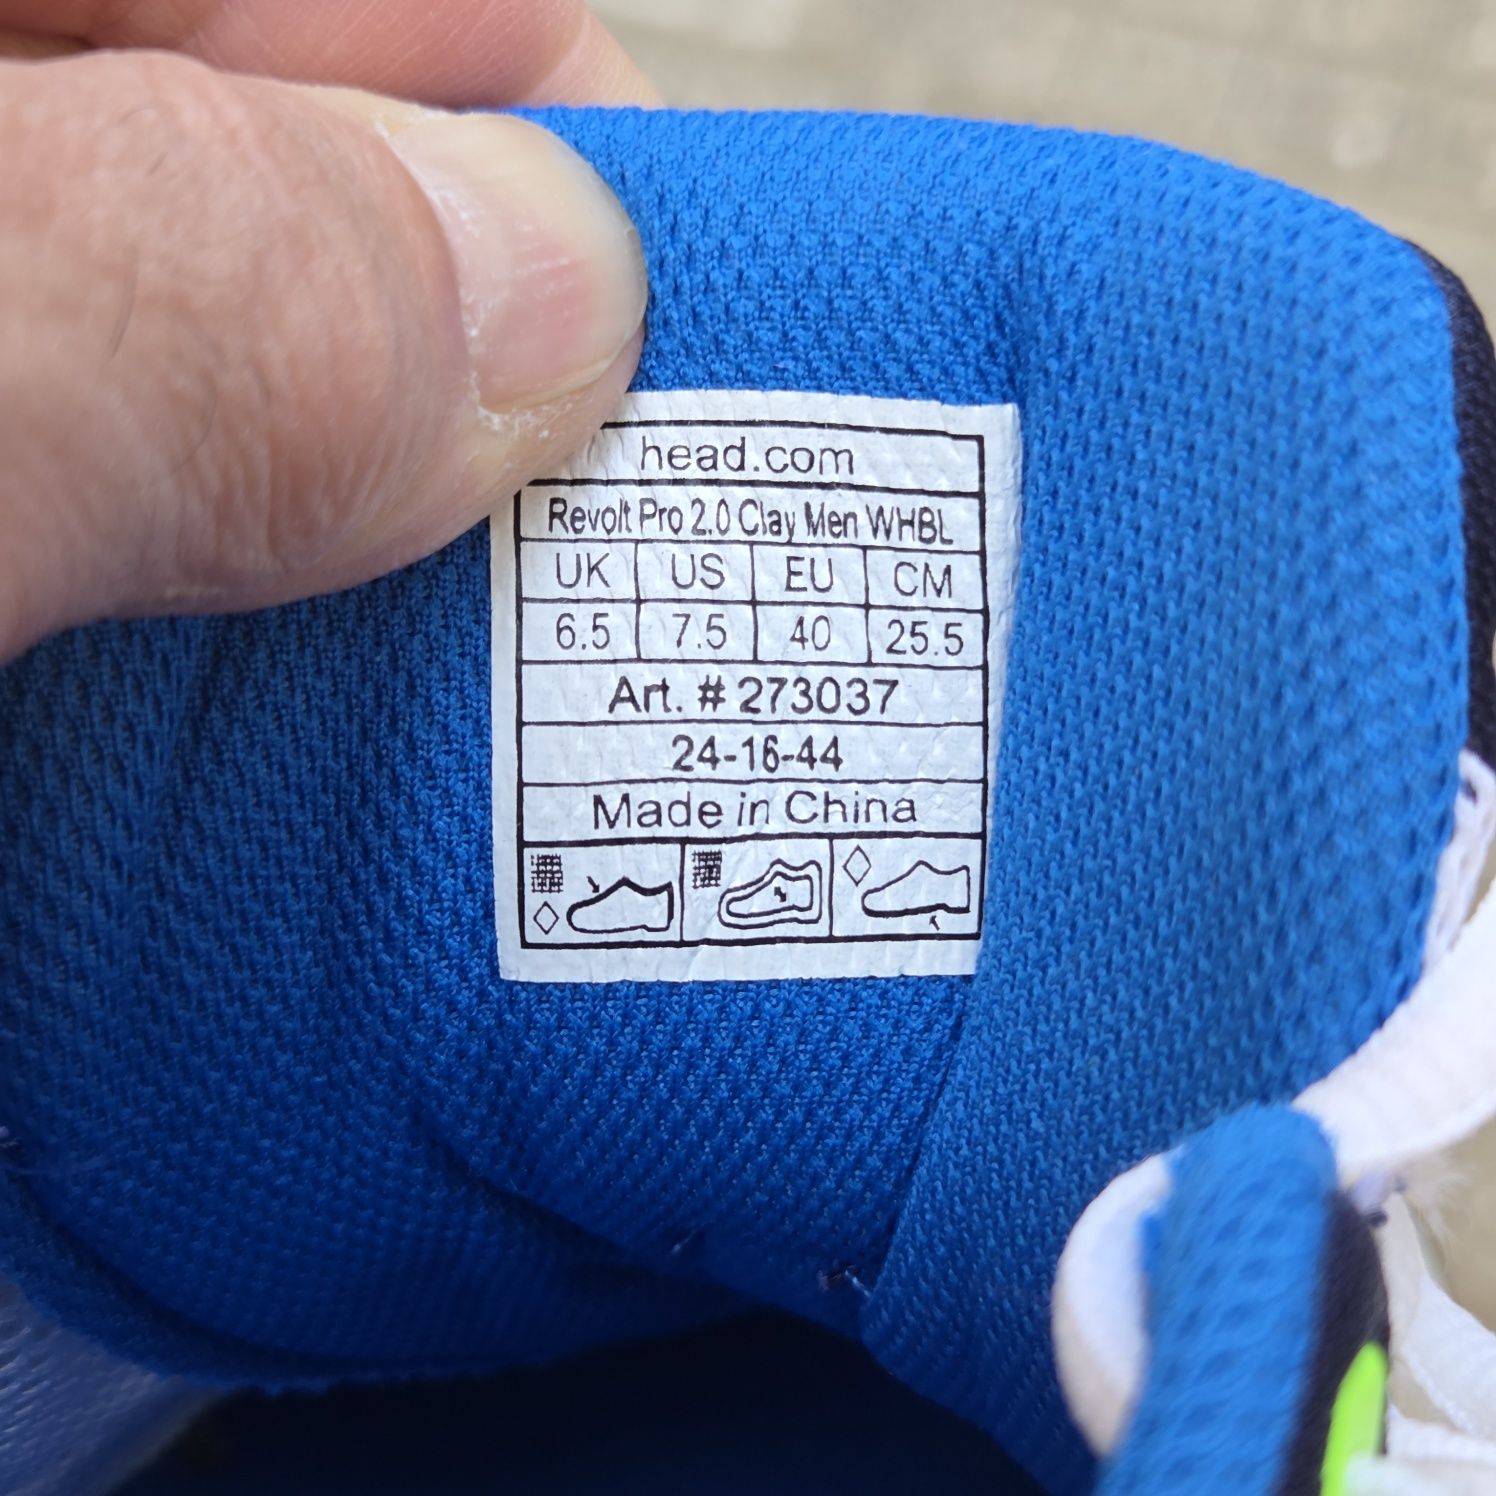 head.com
Revolt Pro 2.0 Clay Men WHBL
UK US EU CM
6.5 7.5 40 25.5
Art. # 273037
24-16-44
Made in China